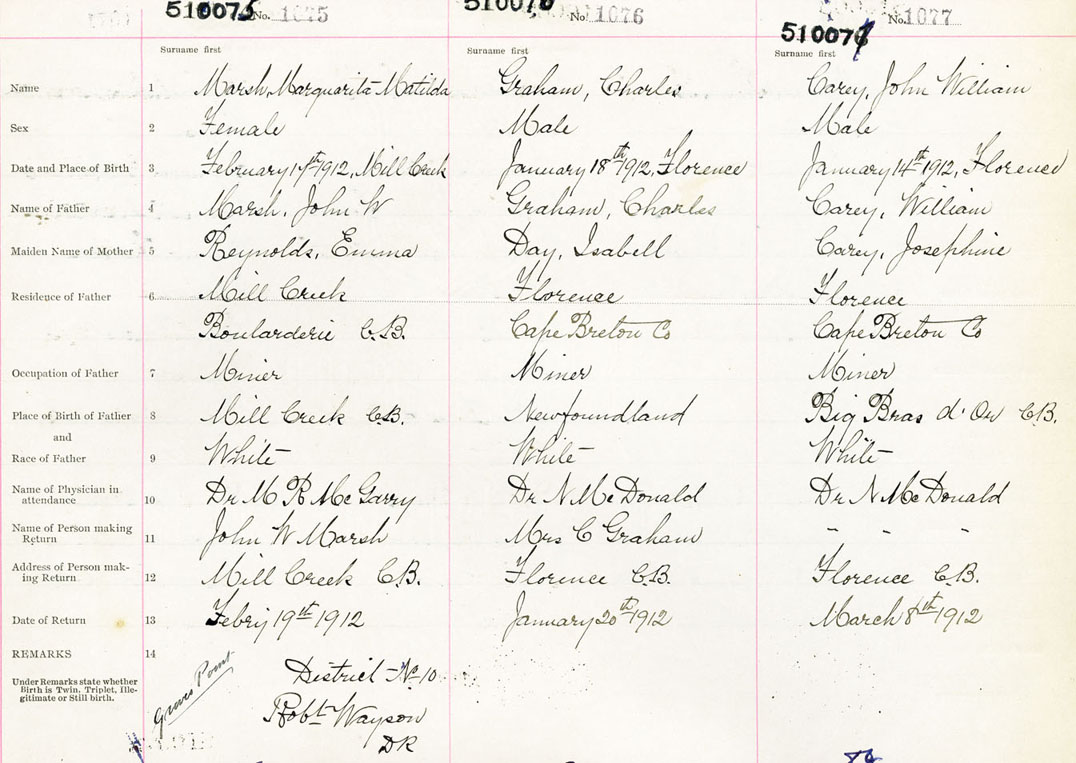 510075 No. 1075 510076 No. 1076 No. 1077
510077
Surname first Surname first Surname first
Name 1 Marsh, Marguarita Matilda Graham, Charles Carey, John William
Sex 2 Female Male Male
Date and Place of Birth 3 February th 1912, Mill Creek January 18th 1912, Florence January 14th 1912, Florence
Name of Father 4 Marsh, John W Graham, Charles Carey, William
Maiden Name of Mother 5 Reynolds, Emma Day, Isabell Carey, Josephine
Residence of Father 6 Mill Creek Florence Florence
Boularderie C.B. Cape Breton Co Cape Breton Co
Occupation of Father 7 Miner Miner Miner
Place of Birth of Father 8 Mill Creek C.B. Newfoundland Big Bras d'Or C.B.
and
Race of Father 9 White White White
Name of Physician in
attendance 10 Dr M R McGarry Dr N McDonald Dr N McDonald
Name of Person making
Return 11 John W Marsh Mrs C Graham " " "
Address of Person mak-
ing Return 12 Mill Creek C.B. Florence C.B. Florence C.B.
Date of Return 13 Febry 19th 1912 January 20th 1912 March 8th 1912
REMARKS 14
Under Remarks state whether
Birth is Twin, Triplet, Ille-
gitimate or Still birth.
Groves Point
District No 10
Robt Wayson
DR